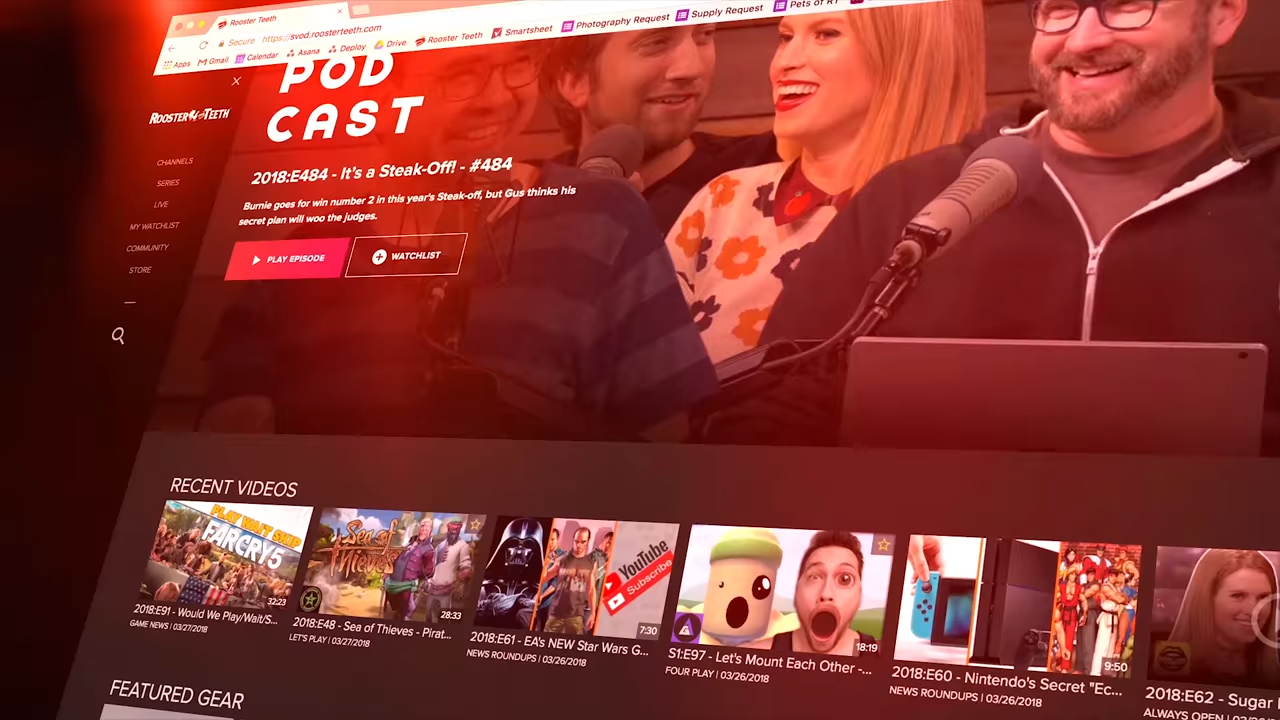 Rooster Teeth
Secure https://svod.roosterteeth.com
Apps Gmail Calendar Asana Deploy Drive Rooster Teeth Smartsheet Photography Request Supply Request Pets of RT
POD
CAST
ROOSTER TEETH
CHANNELS
SERIES
LIVE
MY WATCHLIST
COMMUNITY
STORE
2018:E484 - It's a Steak-Off! - #484
Burnie goes for win number 2 in this year's Steak-off, but Gus thinks his
secret plan will woo the judges.
PLAY EPISODE
WATCHLIST
RECENT VIDEOS
PLAY WAIT SKIP
FARCRY5
32:23
2018:E91 - Would We Play/Wait/S...
GAME NEWS | 03/27/2018
Sea of
Thieves
28:33
2018:E48 - Sea of Thieves - Pirat...
LET'S PLAY | 03/27/2018
YouTube
Subscribe
7:30
2018:E61 - EA's NEW Star Wars G...
NEWS ROUNDUPS | 03/26/2018
18:19
S1:E97 - Let's Mount Each Other -...
FOUR PLAY | 03/26/2018
9:50
2018:E60 - Nintendo's Secret "Ec...
NEWS ROUNDUPS | 03/26/2018
2018:E62 - Sugar
ALWAYS OPEN |
FEATURED GEAR